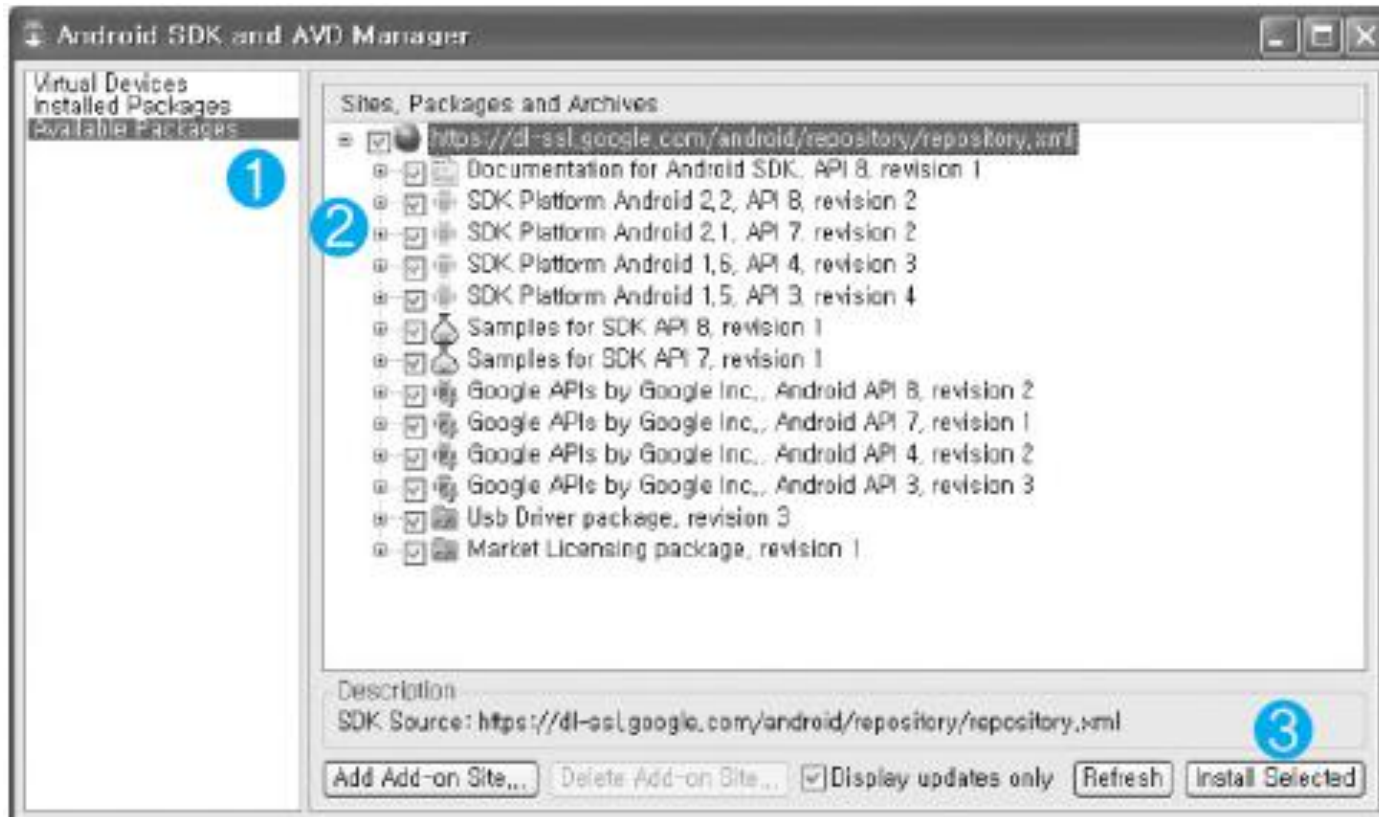 Android SDK and AVD Manager
Virtual Devices
Installed Packages
Available Packages
1
Sites, Packages and Archives
https://dl-ssl.google.com/android/repository/repository.xml
Documentation for Android SDK, API 8, revision 1
2
SDK Platform Android 2.2, API 8, revision 2
SDK Platform Android 2.1, API 7, revision 2
SDK Platform Android 1.6, API 4, revision 3
SDK Platform Android 1.5, API 3, revision 4
Samples for SDK API 8, revision 1
Samples for SDK API 7, revision 1
Google APIs by Google Inc., Android API 8, revision 2
Google APIs by Google Inc., Android API 7, revision 1
Google APIs by Google Inc., Android API 4, revision 2
Google APIs by Google Inc., Android API 3, revision 3
Usb Driver package, revision 3
Market Licensing package, revision 1
Description
SDK Source: https://dl-ssl.google.com/android/repository/repository.xml
3
Add Add-on Site... Delete Add-on Site... Display updates only Refresh Install Selected